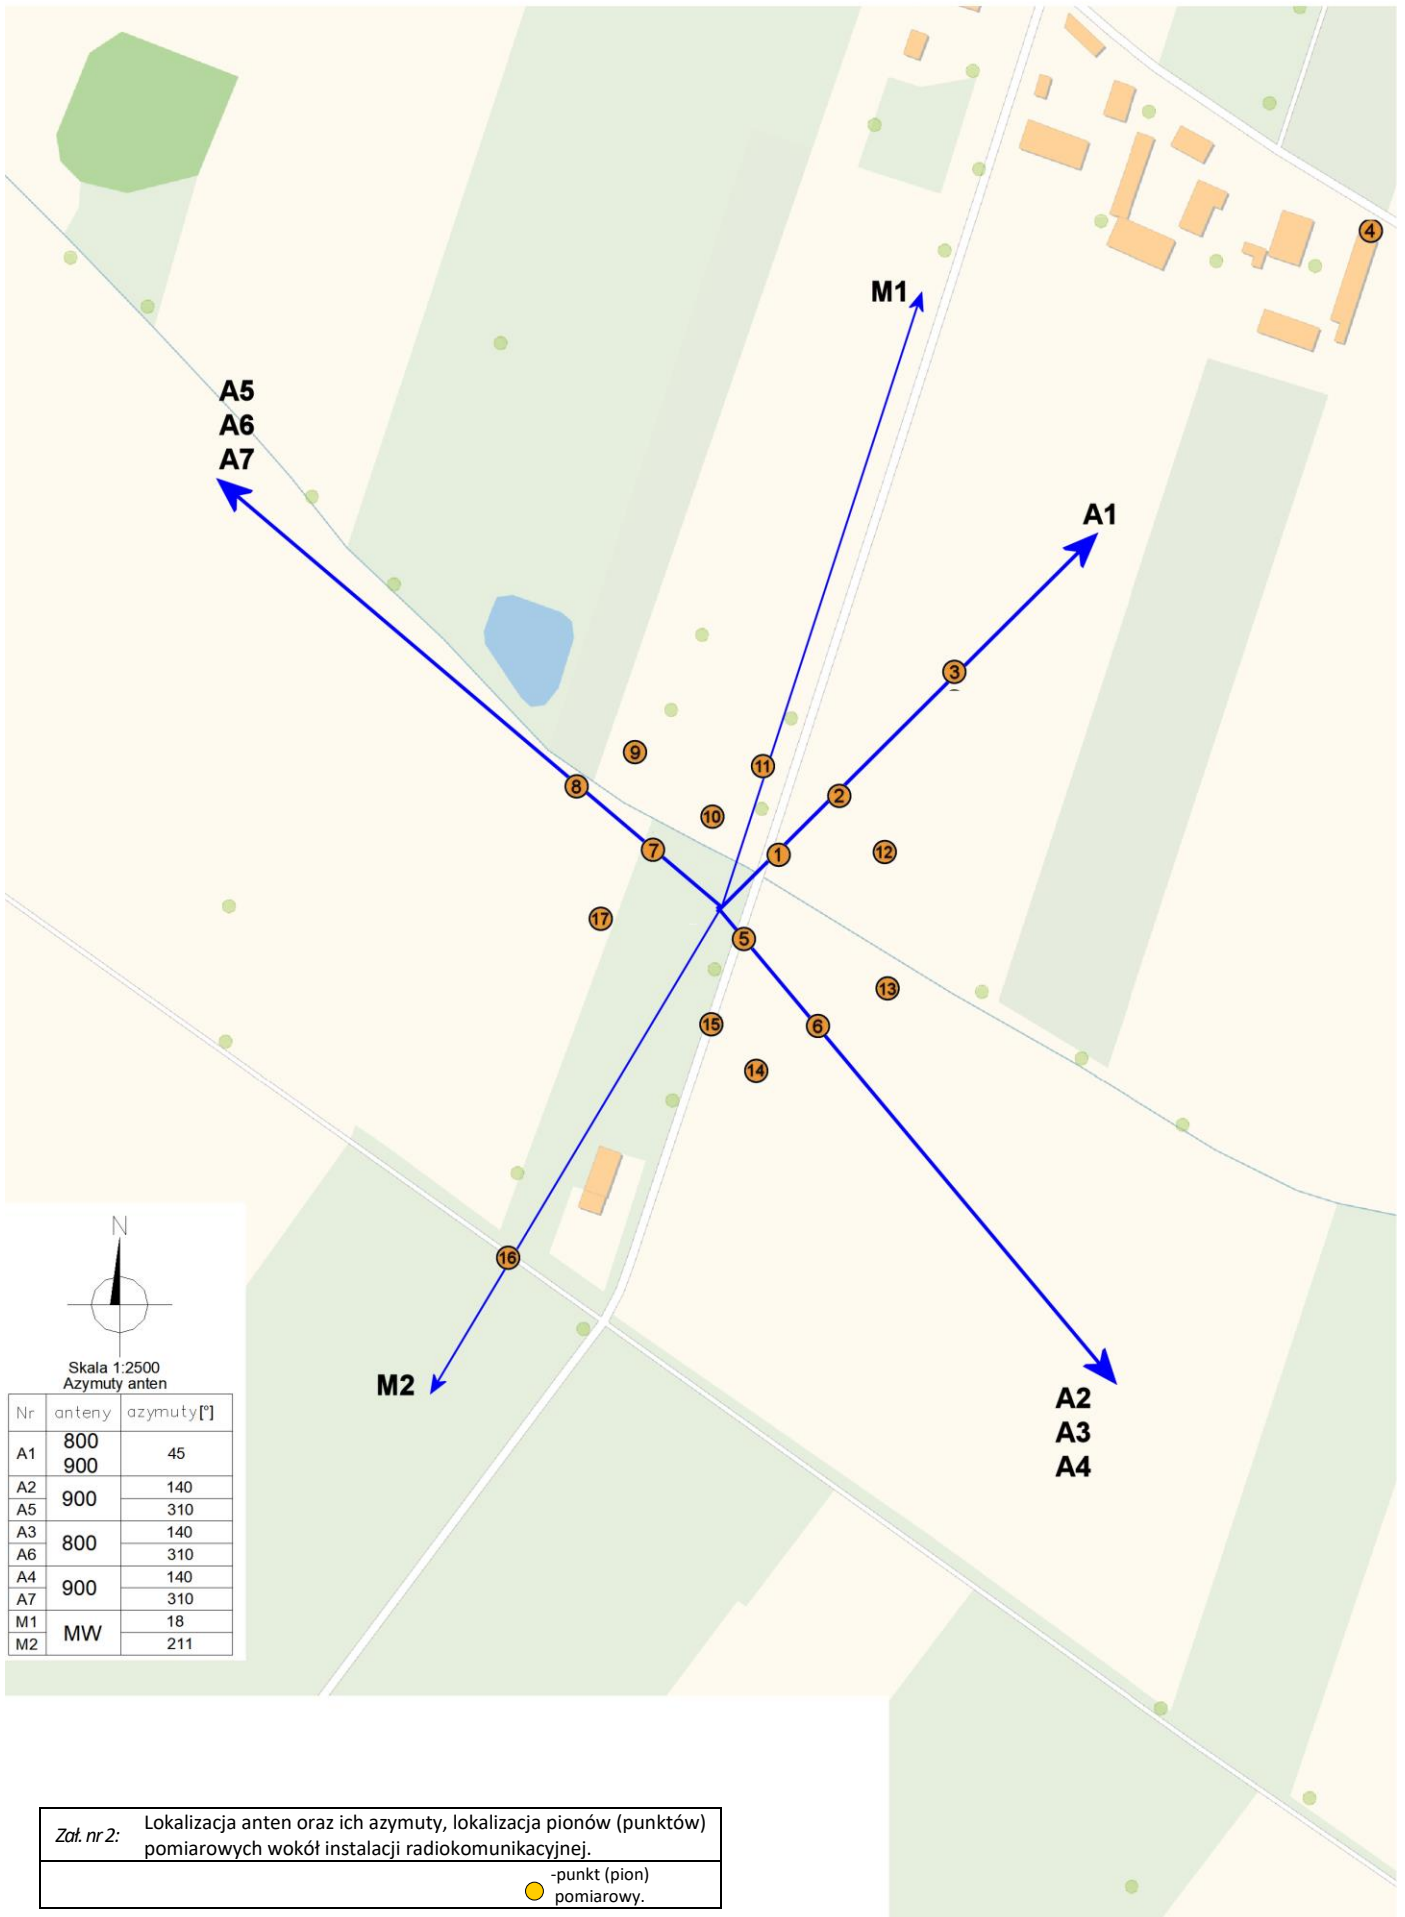 4
M1
A5
A6
A7
A1
3
9
11
8
2
10
7
1
12
17
5
13
15
6
14
16
M2
A2
A3
A4
N
Skala 1:2500
Azymuty anten
Nr anteny azymuty[°]
A1 800 900 45
A2 900 140
A5 310
A3 800 140
A6 310
A4 900 140
A7 310
M1 MW 18
M2 211
Zał. nr 2: Lokalizacja anten oraz ich azymuty, lokalizacja pionów (punktów)
pomiarowych wokół instalacji radiokomunikacyjnej.
-punkt (pion)
pomiarowy.